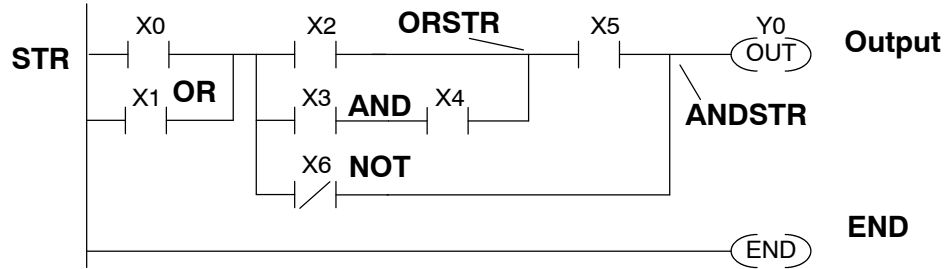 X0
X2
ORSTR
X5
Y0
STR
OUT
Output
X1
OR
X3
AND
X4
ANDSTR
X6
NOT
END
END